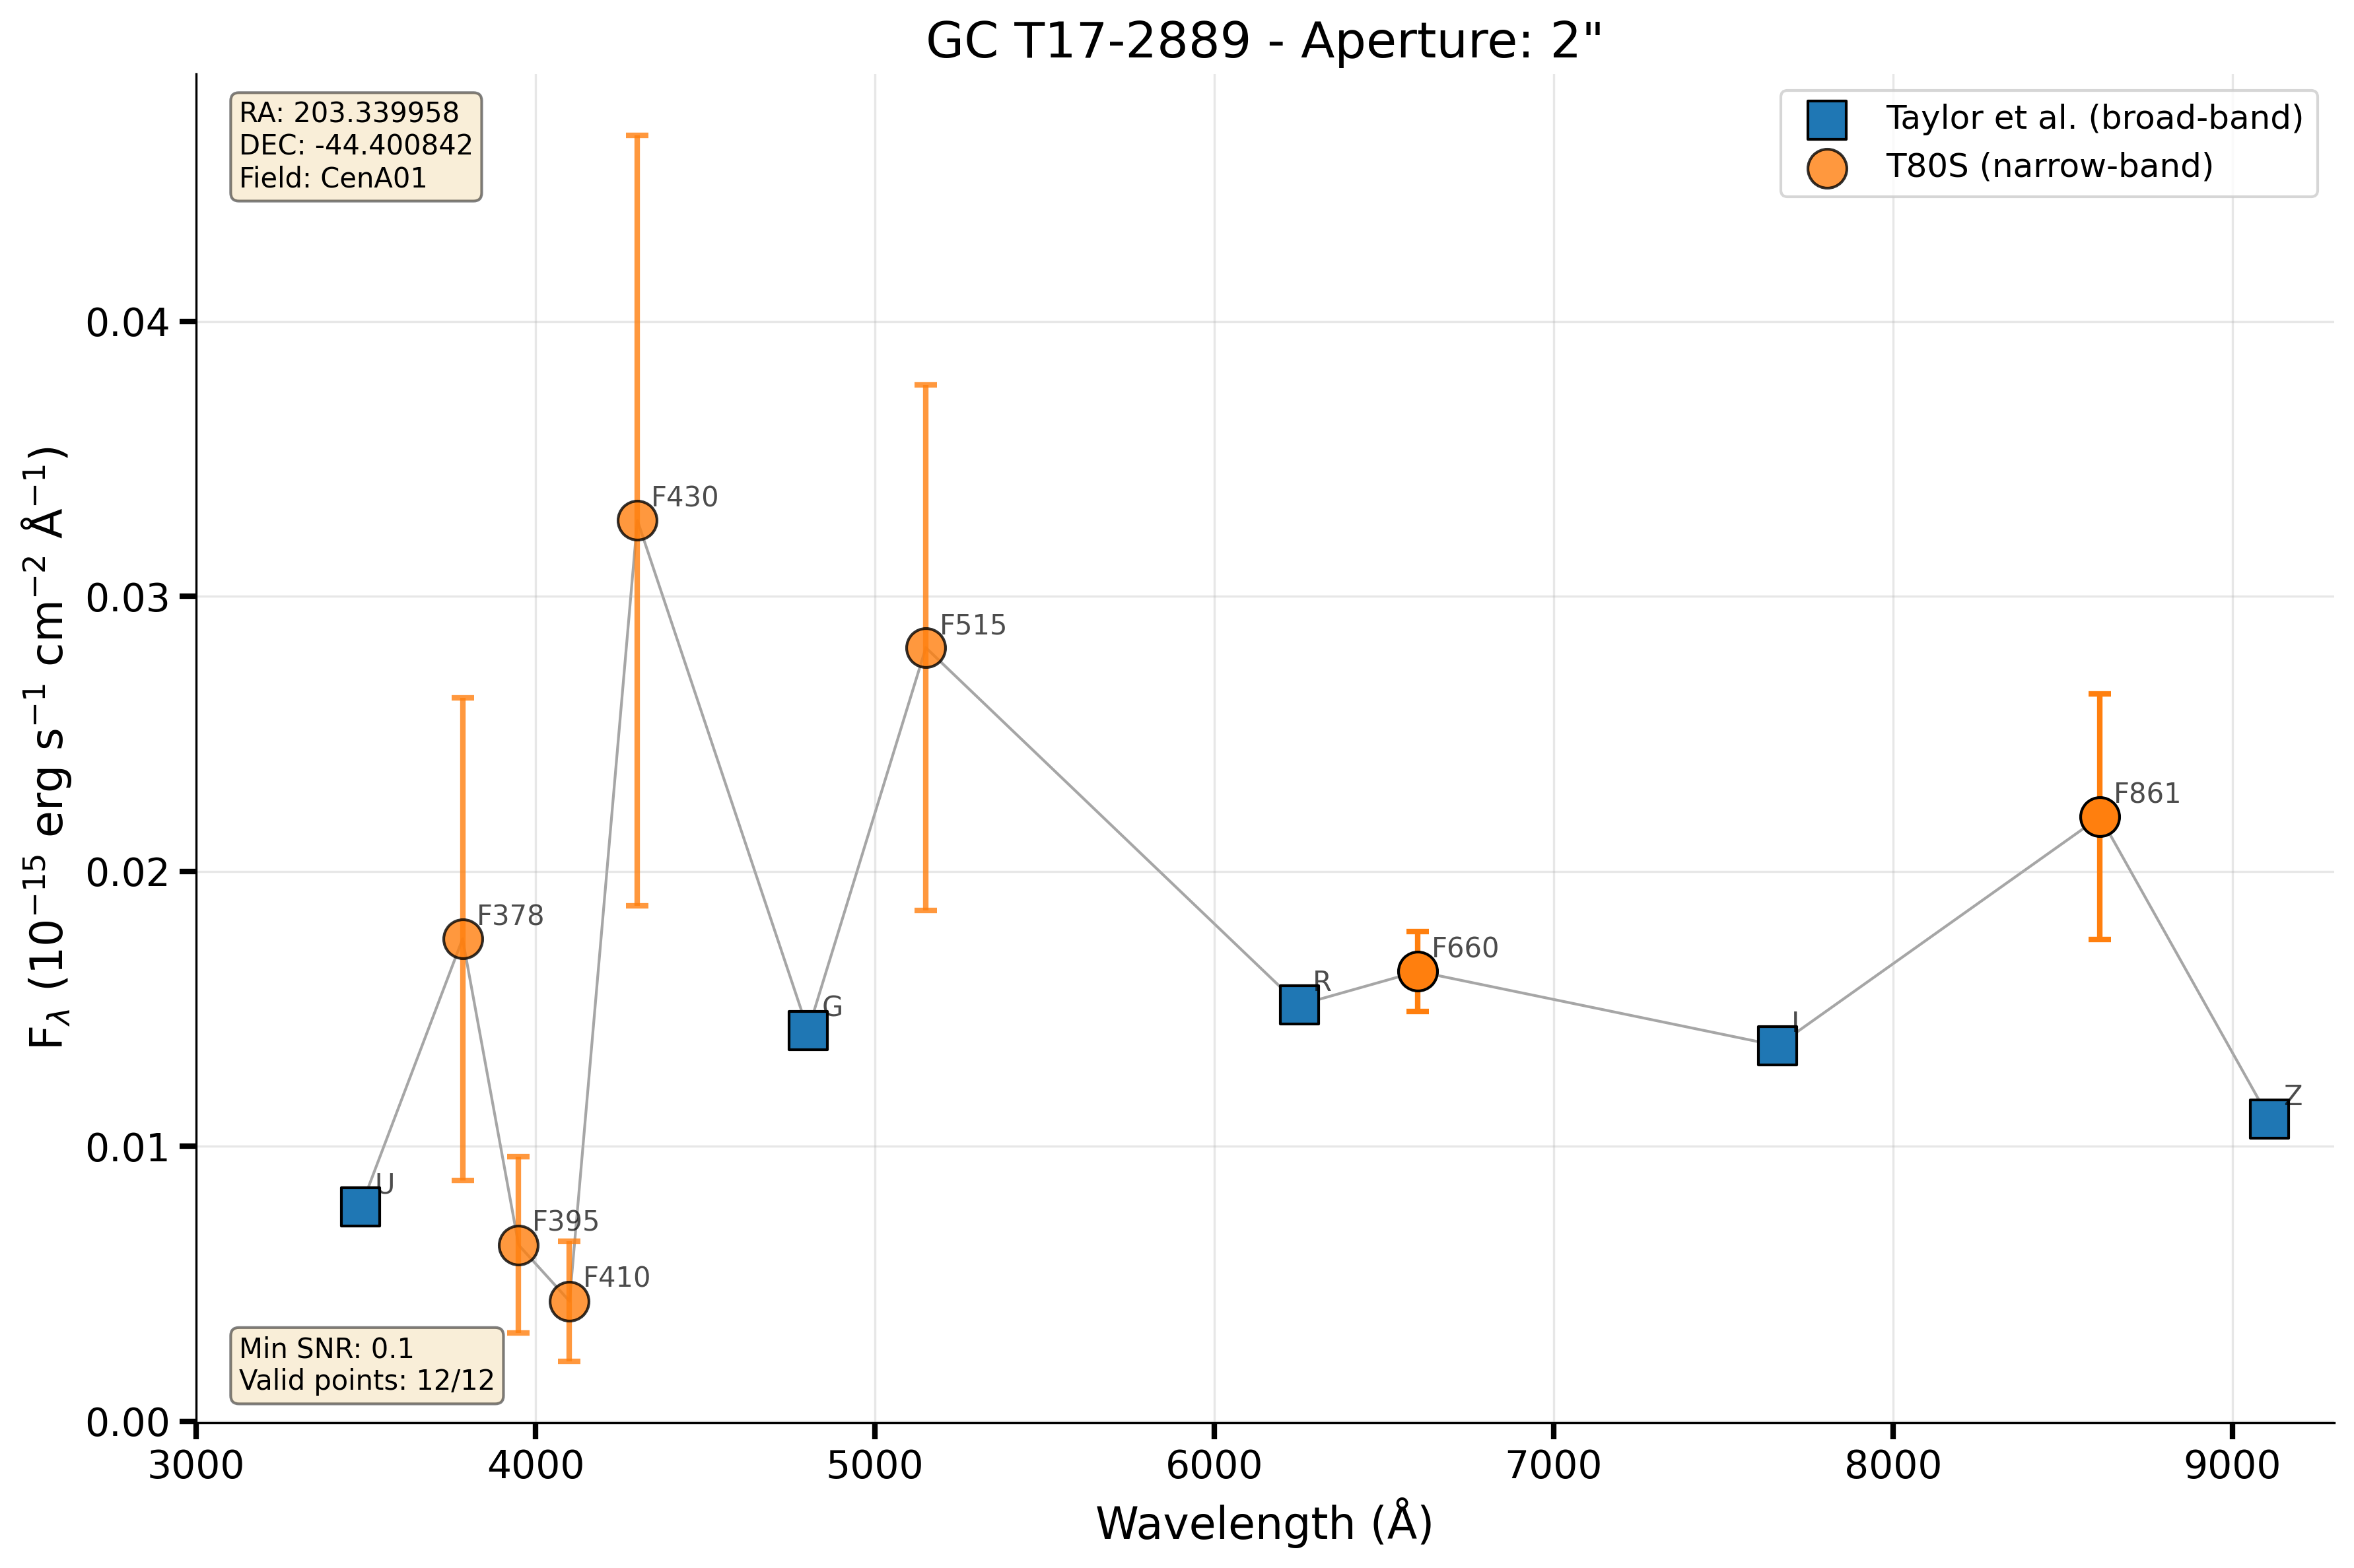 GC T17-2889 - Aperture: 2"
RA: 203.339958
DEC: -44.400842
Field: CenA01
Taylor et al. (broad-band)
T80S (narrow-band)
0.04
0.03
0.02
0.01
0.00
F430
F515
F378
F861
F660
R
G
I
Z
U
F395
F410
Min SNR: 0.1
Valid points: 12/12
3000 4000 5000 6000 7000 8000 9000
Wavelength (Å)
F$_{λ}$ (10$^{−15}$ erg s$^{−1}$ cm$^{−2}$ Å$^{−1}$)